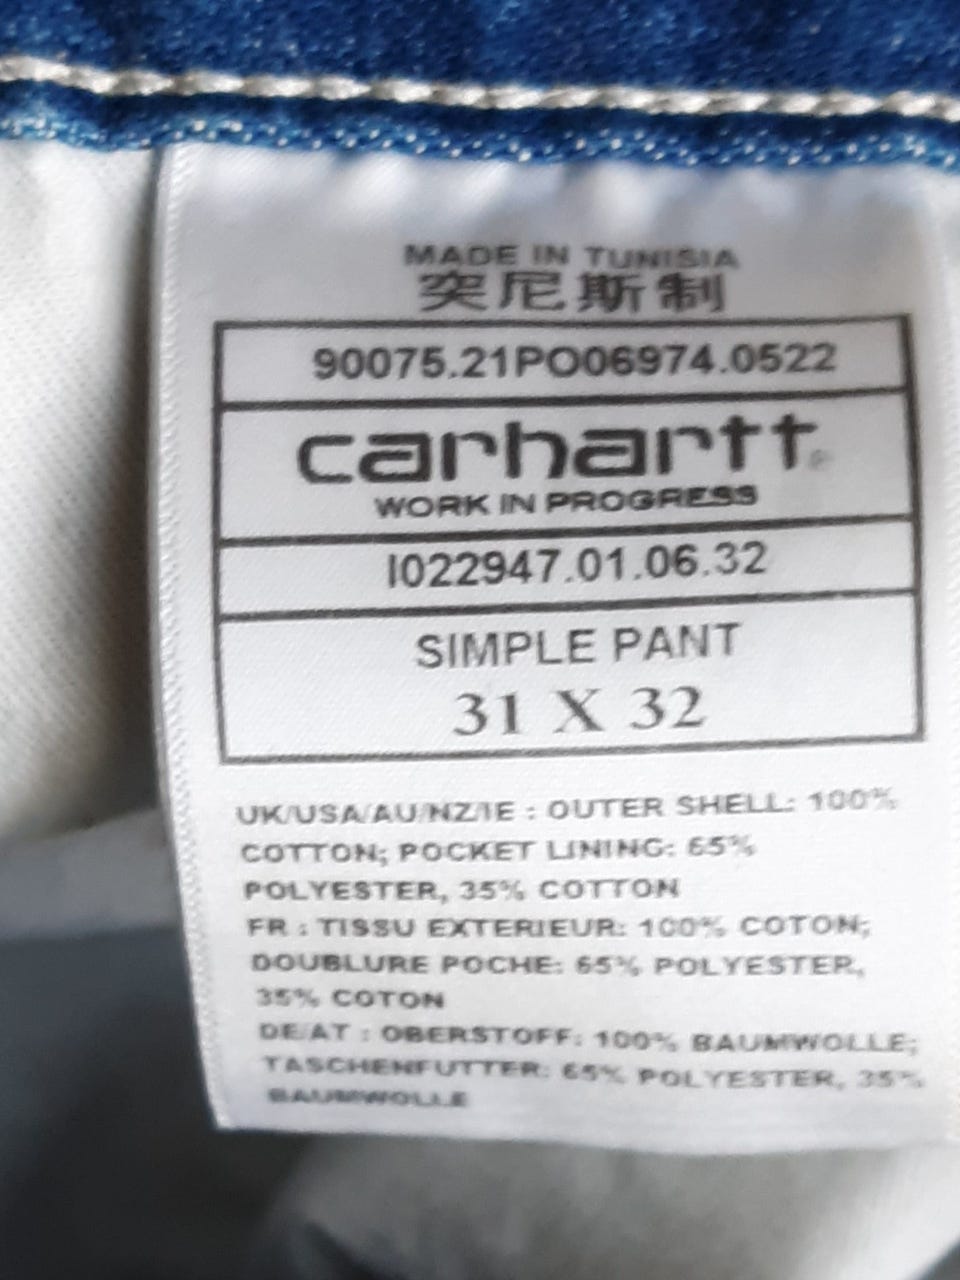 MADE IN TUNISIA
突尼斯制
90075.21PO06974.0522
carhartt®
WORK IN PROGRESS
I022947.01.06.32
SIMPLE PANT
31 X 32
UK/USA/AU/NZ/IE : OUTER SHELL: 100%
COTTON; POCKET LINING: 65%
POLYESTER, 35% COTTON
FR : TISSU EXTERIEUR: 100% COTON;
DOUBLURE POCHE: 65% POLYESTER,
35% COTON
DE/AT : OBERSTOFF: 100% BAUMWOLLE;
TASCHENFUTTER: 65% POLYESTER, 35%
BAUMWOLLE